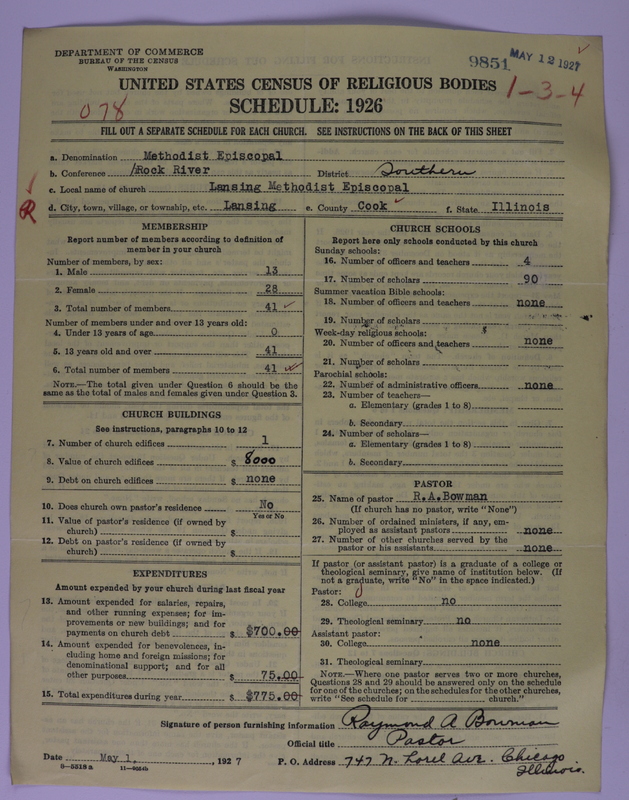 DEPARTMENT OF COMMERCE
BUREAU OF THE CENSUS
WASHINGTON
9851
MAY 12 1927
UNITED STATES CENSUS OF RELIGIOUS BODIES
1-3-4
078
SCHEDULE: 1926
FILL OUT A SEPARATE SCHEDULE FOR EACH CHURCH. SEE INSTRUCTIONS ON THE BACK OF THIS SHEET
a. Denomination Methodist Episcopal
b. Conference Rock River District Southern
c. Local name of church Lansing Methodist Episcopal
R
d. City, town, village, or township, etc. Lansing e. County Cook f. State Illinois
MEMBERSHIP
Report number of members according to definition of
member in your church
Number of members, by sex:
1. Male 13
2. Female 28
3. Total number of members 41
Number of members under and over 13 years old:
4. Under 13 years of age 0
5. 13 years old and over 41
6. Total number of members 41
NOTE.—The total given under Question 6 should be the
same as the total of males and females given under Question 3.
CHURCH BUILDINGS
See instructions, paragraphs 10 to 12
7. Number of church edifices 1
8. Value of church edifices $ 8000
9. Debt on church edifices $ none
10. Does church own pastor's residence No
Yes or No
11. Value of pastor's residence (if owned by
church) $
12. Debt on pastor's residence (if owned by
church) $
EXPENDITURES
Amount expended by your church during last fiscal year
13. Amount expended for salaries, repairs,
and other running expenses; for im-
provements or new buildings; and for
payments on church debt $ $700.00
14. Amount expended for benevolences, in-
cluding home and foreign missions; for
denominational support; and for all
other purposes $ 75.00
15. Total expenditures during year $ $775.00
CHURCH SCHOOLS
Report here only schools conducted by this church
Sunday schools:
16. Number of officers and teachers 4
17. Number of scholars 90
Summer vacation Bible schools:
18. Number of officers and teachers none
19. Number of scholars
Week-day religious schools:
20. Number of officers and teachers none
21. Number of scholars
Parochial schools:
22. Number of administrative officers none
23. Number of teachers—
a. Elementary (grades 1 to 8)
b. Secondary
24. Number of scholars—
a. Elementary (grades 1 to 8)
b. Secondary
PASTOR
25. Name of pastor R.A.Bowman
(If church has no pastor, write "None")
26. Number of ordained ministers, if any, em-
ployed as assistant pastors none
27. Number of other churches served by the
pastor or his assistants none
If pastor (or assistant pastor) is a graduate of a college or
theological seminary, give name of institution below. (If
not a graduate, write "No" in the space indicated.)
Pastor:
28. College no
29. Theological seminary no
Assistant pastor:
30. College none
31. Theological seminary
NOTE.—Where one pastor serves two or more churches,
Questions 28 and 29 should be answered only on the schedule
for one of the churches; on the schedules for the other churches,
write "See schedule for church."
Signature of person furnishing information Raymond A Bowman
Official title Pastor
Date May 1, 1927 P. O. Address 747 N. Lorel Ave. Chicago
Illinois.